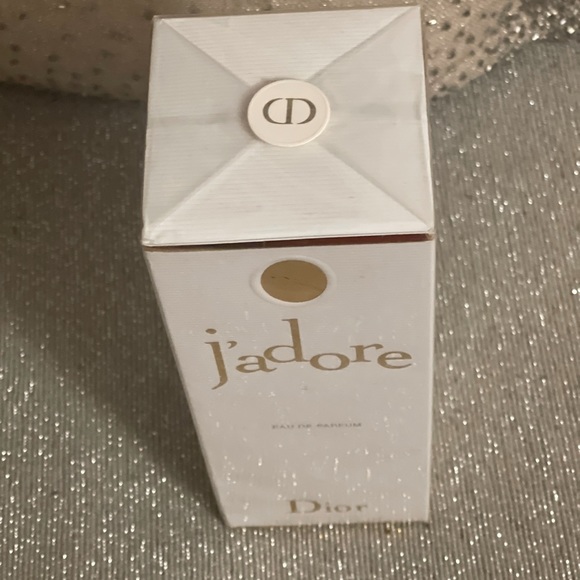 CD
j'adore
EAU DE PARFUM
Dior